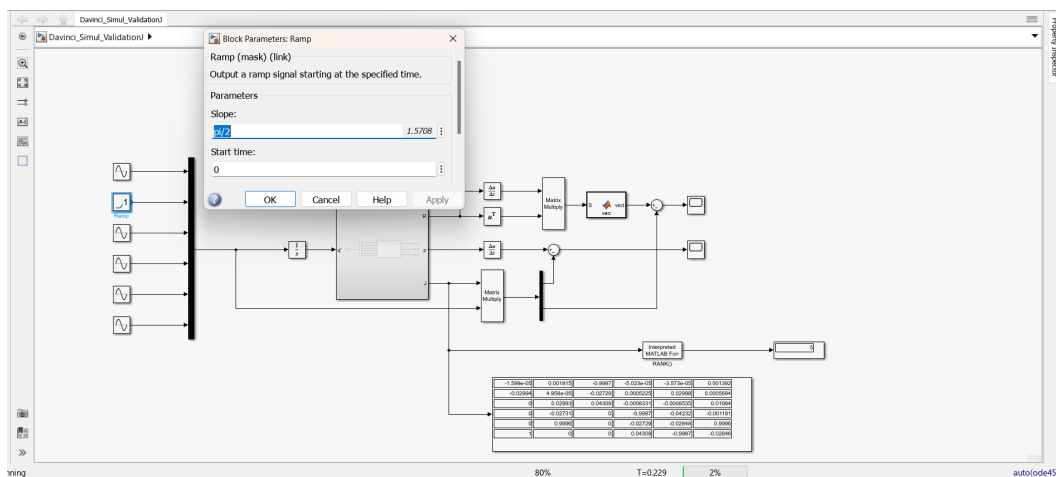 Davinci_Simul_ValidationJ
Property Inspector
Davinci_Simul_ValidationJ
Block Parameters: Ramp
Ramp (mask) (link)
Output a ramp signal starting at the specified time.
Parameters
Slope:
pi/2 1.5708
Start time:
0
OK Cancel Help Apply
Ramp
1
s
R
p
J
Δu
Δt
u^T
Δu
Δt
Matrix
Multiply
S vect
vec
Matrix
Multiply
Interpreted
MATLAB Fcn
RANK()
-1.599e-05 0.001815 -0.9987 -5.023e-05 -3.573e-05 0.001392
-0.02994 4.958e-05 -0.02729 0.0005225 0.02998 0.0005694
0 0.02993 0.04309 -0.0008331 -0.0008535 0.01994
0 -0.02731 0 -0.9987 -0.04232 -0.001191
0 0.9996 0 -0.02729 -0.02848 0.9996
1 0 0 0.04309 -0.9987 -0.02846
nning 80% T=0.229 2% auto(ode45